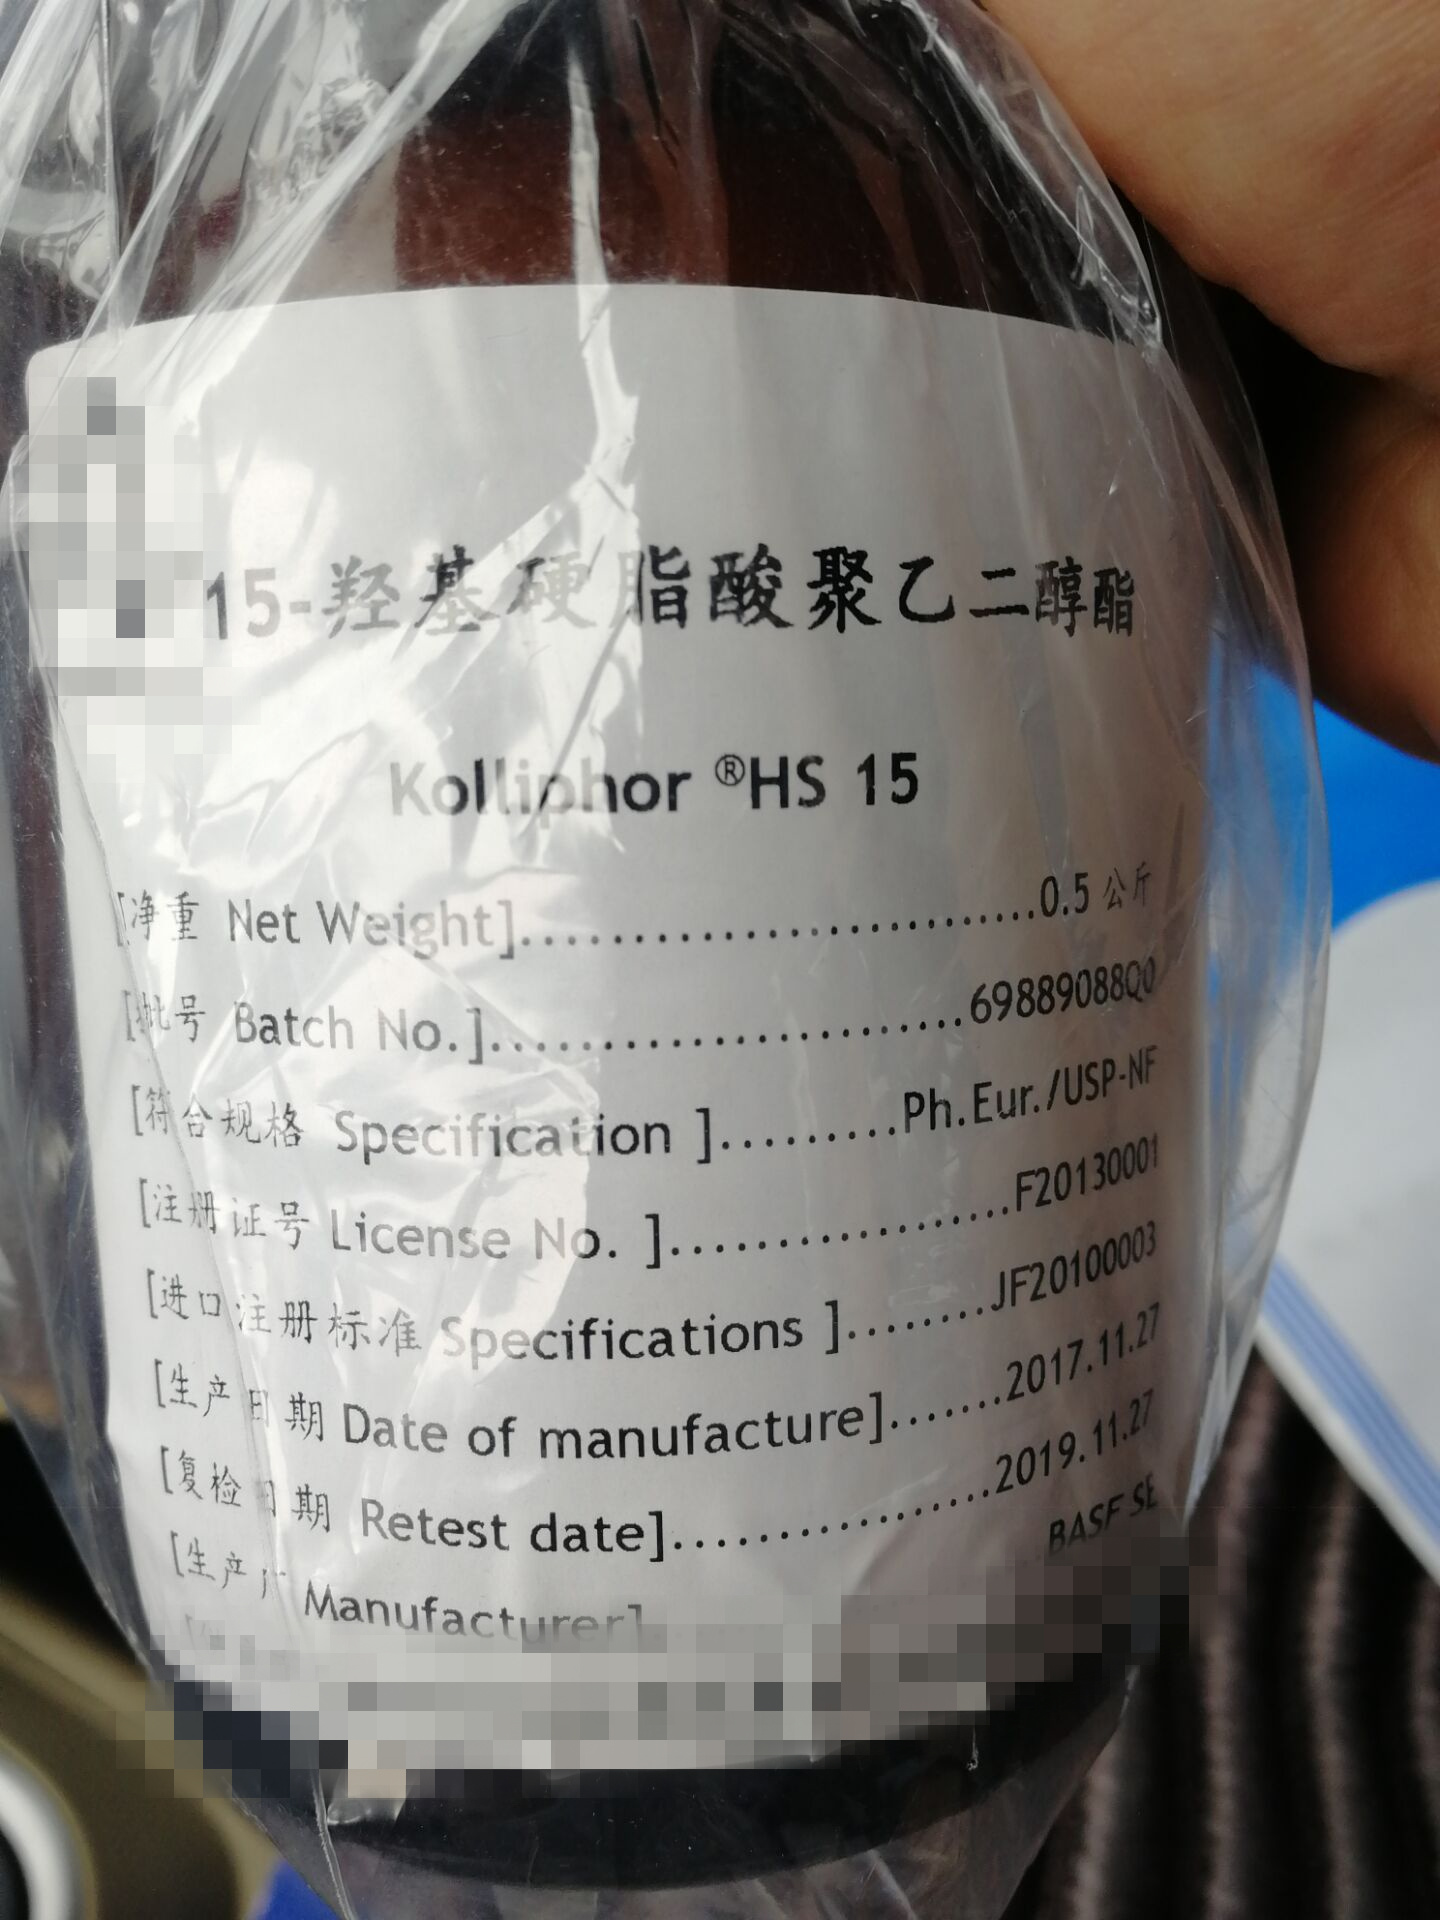 15-羟基硬脂酸聚乙二醇酯
Kolliphor ®HS 15
[净重 Net Weight]..............................0.5 公斤
[批号 Batch No.]..........................69889088Q0
[符合规格 Specification ].........Ph.Eur./USP-NF
[注册证号 License No. ]...................F20130001
[进口注册标准 Specifications ]........JF20100003
[生产日期 Date of manufacture].......2017.11.27
[复检日期 Retest date]..................2019.11.27
[生产厂 Manufacturer]. BASF SE